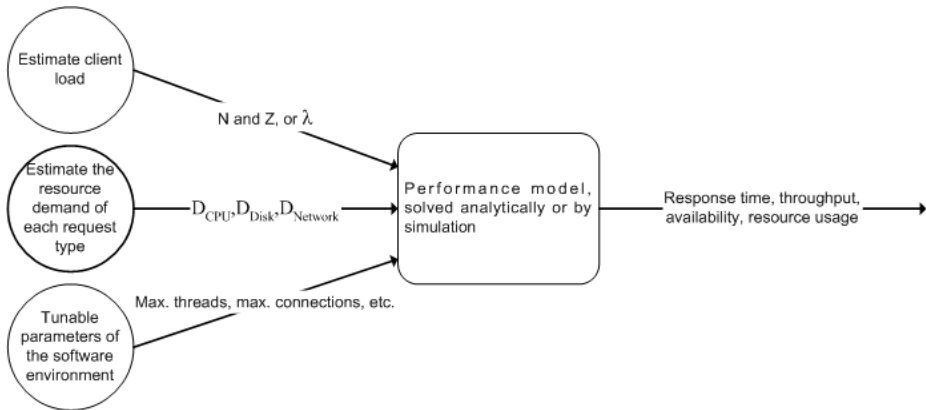 Estimate client
load
N and Z, or λ
Estimate the
resource
demand of
each request
type
D_CPU,D_Disk,D_Network
Performance model,
solved analytically or by
simulation
Response time, throughput,
availability, resource usage
Max. threads, max. connections, etc.
Tunable
parameters of
the software
environment